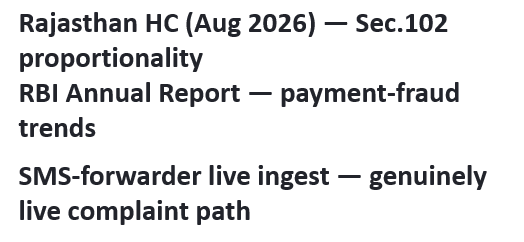 Rajasthan HC (Aug 2026) — Sec.102
proportionality
RBI Annual Report — payment-fraud
trends
SMS-forwarder live ingest — genuinely
live complaint path